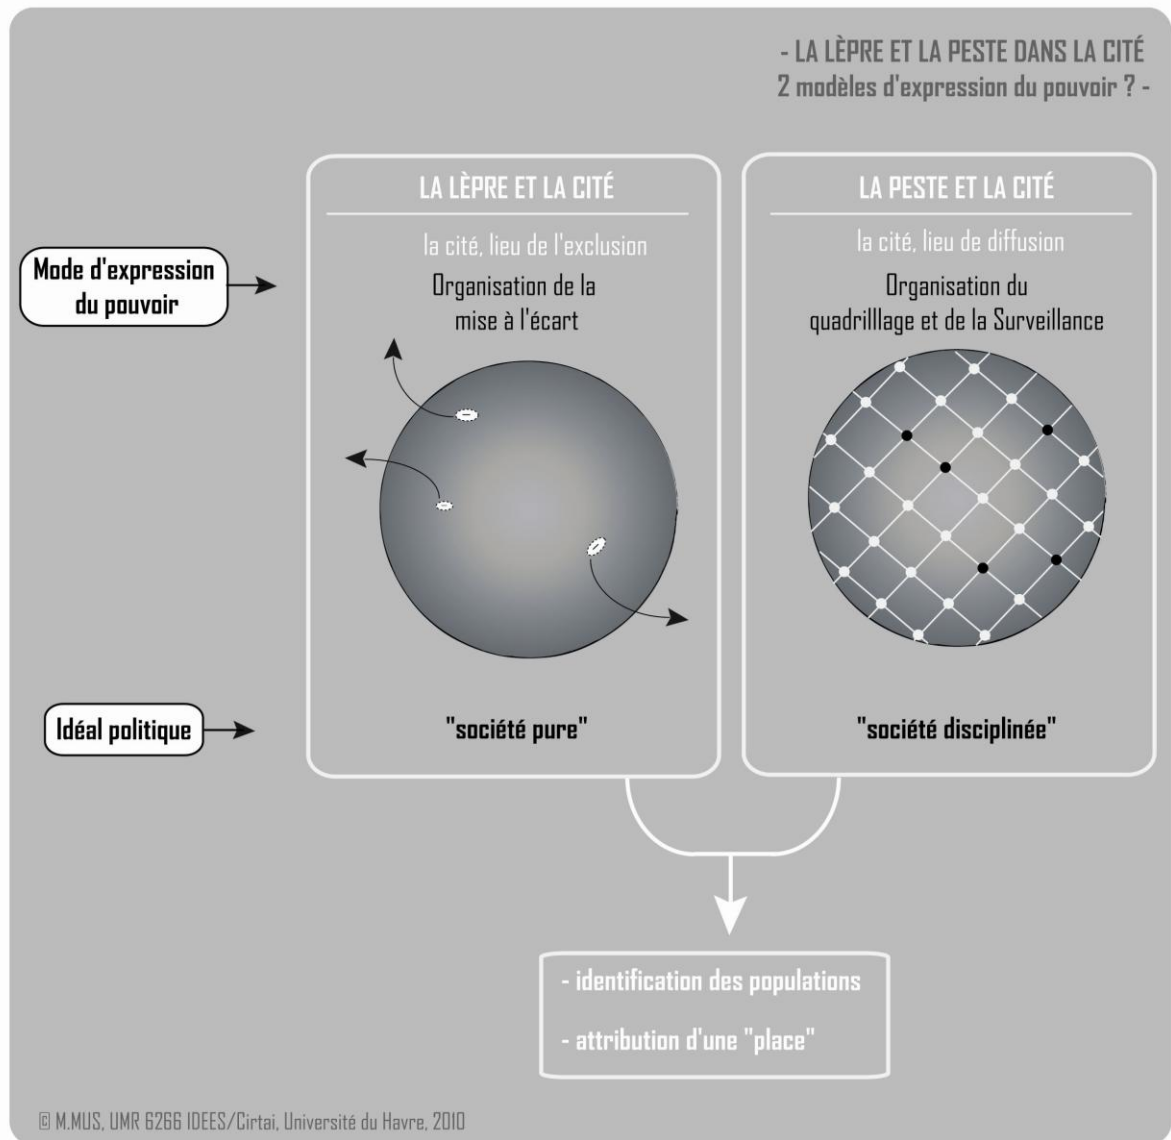 - LA LÈPRE ET LA PESTE DANS LA CITÉ
2 modèles d'expression du pouvoir ? -
LA LÈPRE ET LA CITÉ
la cité, lieu de l'exclusion
Organisation de la
mise à l'écart
"société pure"
LA PESTE ET LA CITÉ
la cité, lieu de diffusion
Organisation du
quadrilllage et de la Surveillance
"société disciplinée"
Mode d'expression
du pouvoir
Idéal politique
- identification des populations
- attribution d'une "place"
© M.MUS, UMR 6266 IDEES/Cirtai, Université du Havre, 2010